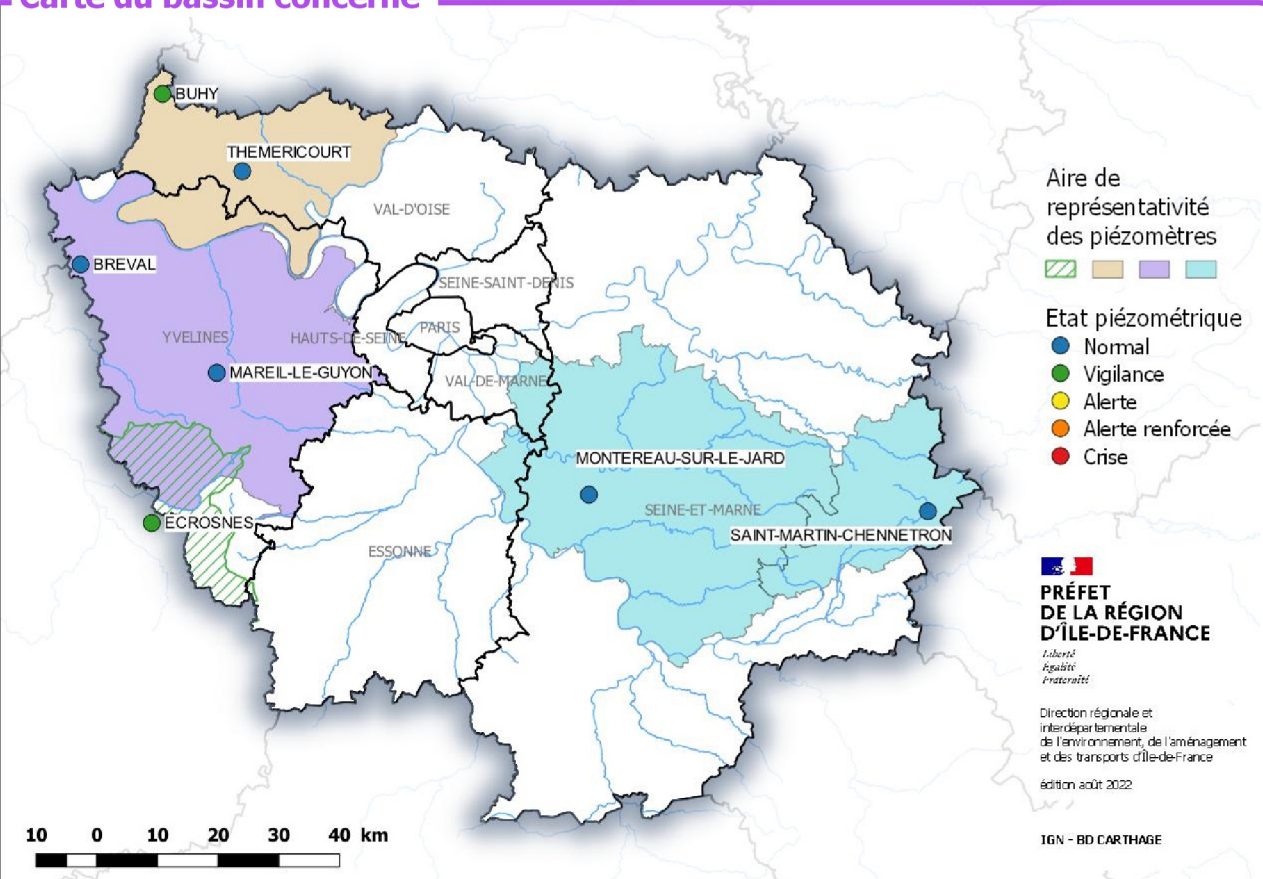 Carte du bassin concerné
BUHY
THEMERICOURT
VAL-D'OISE
BREVAL
SEINE-SAINT-DENIS
YVELINES
HAUTS-DE-SEINE
PARIS
MAREIL-LE-GUYON
VAL-DE-MARNE
MONTEREAU-SUR-LE-JARD
SEINE-ET-MARNE
ÉCROSNES
SAINT-MARTIN-CHENNETRON
ESSONNE
10 0 10 20 30 40 km
Aire de
représentativité
des piézomètres
Etat piézométrique
Normal
Vigilance
Alerte
Alerte renforcée
Crise
PRÉFET
DE LA RÉGION
D'ÎLE-DE-FRANCE
Liberté
Égalité
Fraternité
Direction régionale et
interdépartementale
de l'environnement, de l'aménagement
et des transports d'Île-de-France
édition août 2022
IGN - BD CARTHAGE